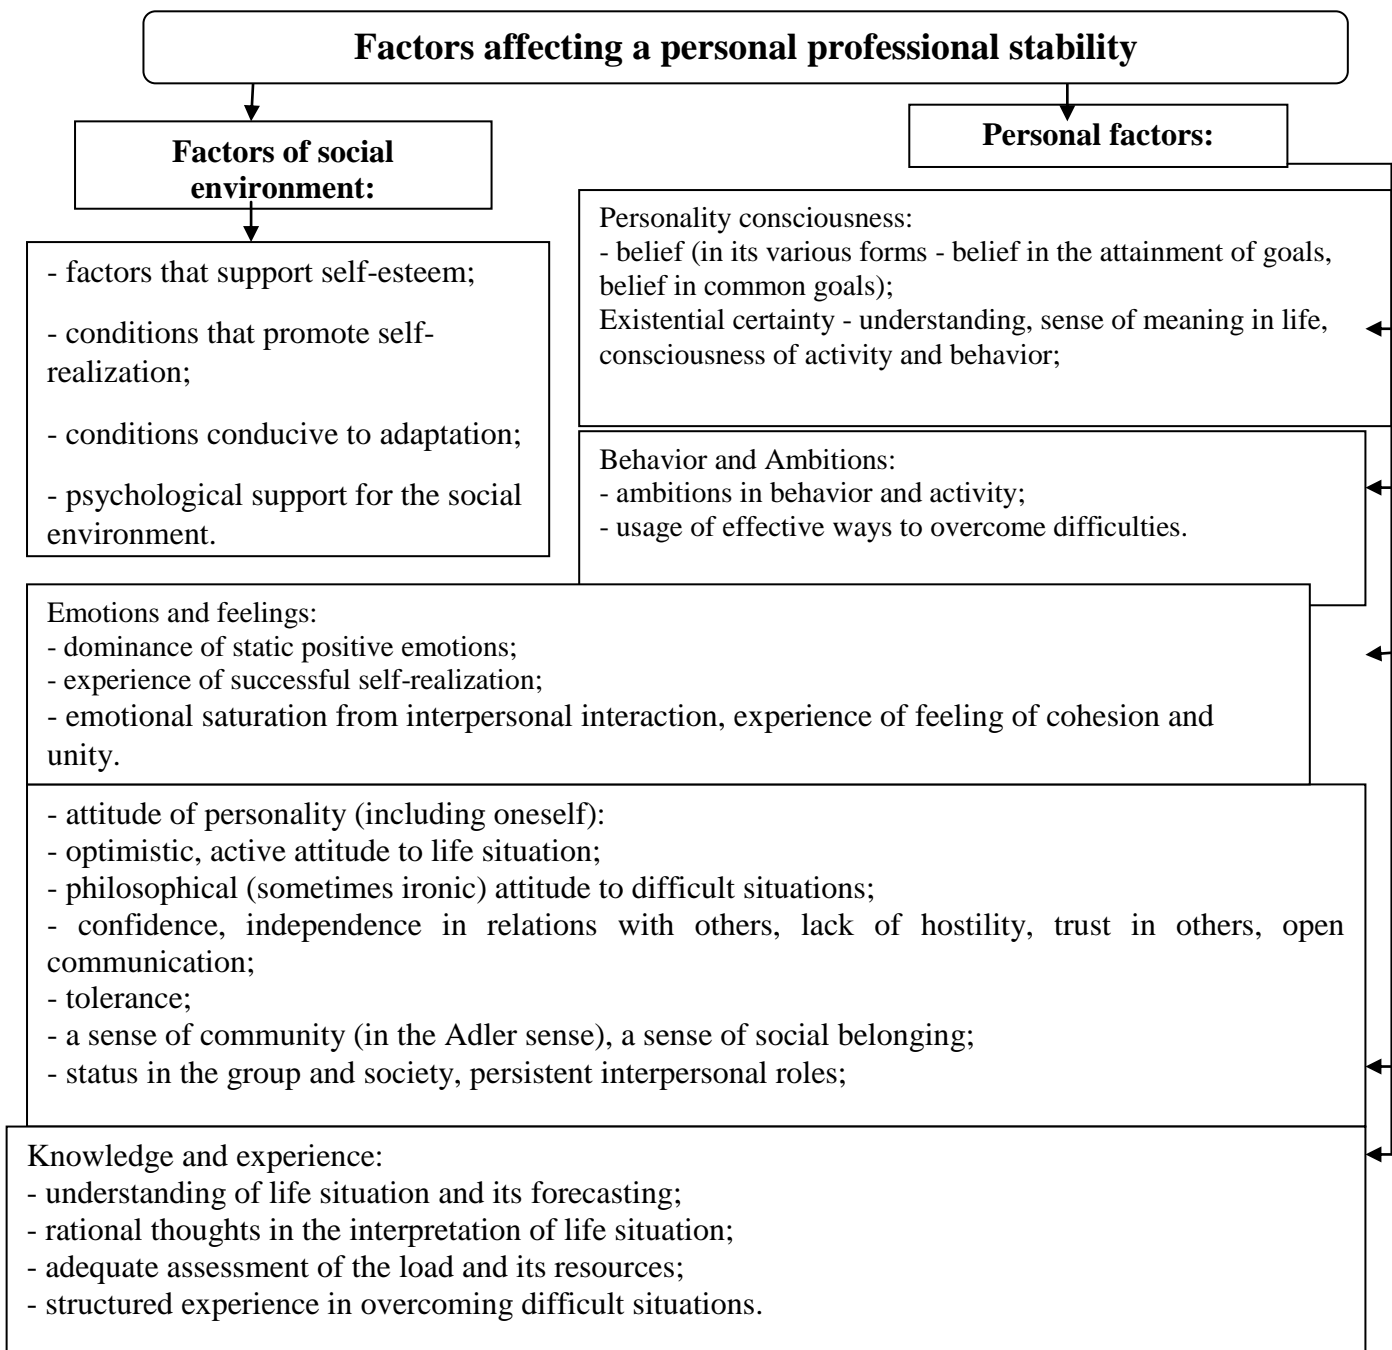 Factors affecting a personal professional stability
Factors of social
environment:
- factors that support self-esteem;
- conditions that promote self-
realization;
- conditions conducive to adaptation;
- psychological support for the social
environment.
Personal factors:
Personality consciousness:
- belief (in its various forms - belief in the attainment of goals,
belief in common goals);
Existential certainty - understanding, sense of meaning in life,
consciousness of activity and behavior;
Behavior and Ambitions:
- ambitions in behavior and activity;
- usage of effective ways to overcome difficulties.
Emotions and feelings:
- dominance of static positive emotions;
- experience of successful self-realization;
- emotional saturation from interpersonal interaction, experience of feeling of cohesion and
unity.
- attitude of personality (including oneself):
- optimistic, active attitude to life situation;
- philosophical (sometimes ironic) attitude to difficult situations;
- confidence, independence in relations with others, lack of hostility, trust in others, open
communication;
- tolerance;
- a sense of community (in the Adler sense), a sense of social belonging;
- status in the group and society, persistent interpersonal roles;
Knowledge and experience:
- understanding of life situation and its forecasting;
- rational thoughts in the interpretation of life situation;
- adequate assessment of the load and its resources;
- structured experience in overcoming difficult situations.